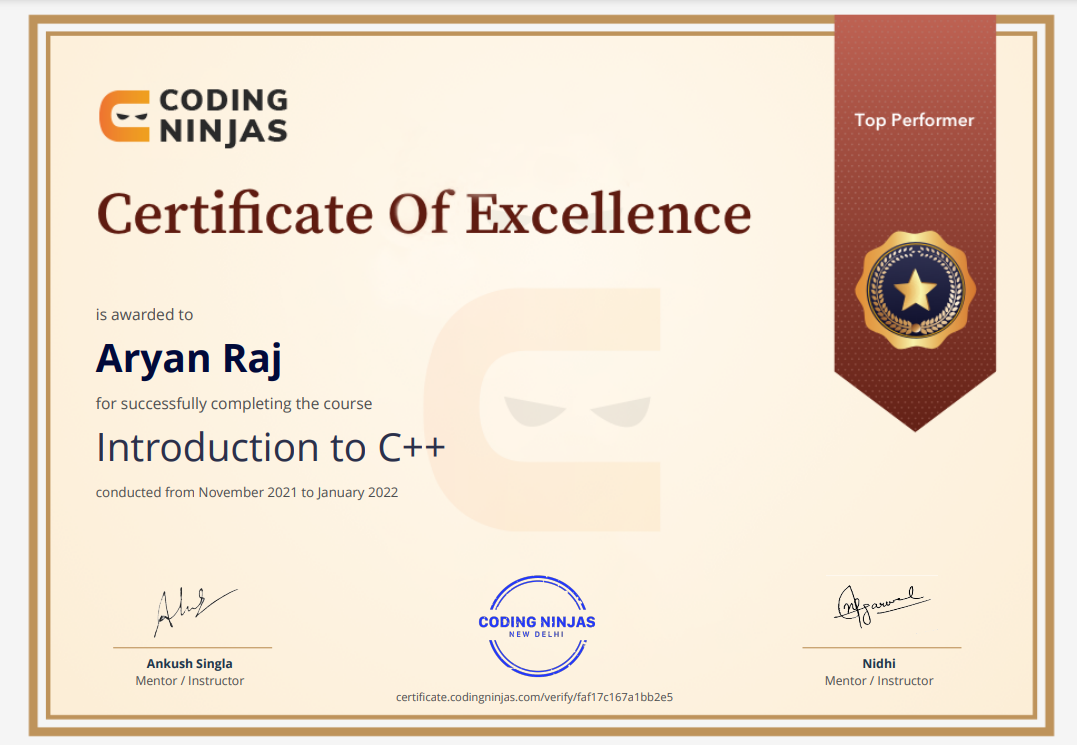 CODING
NINJAS
Top Performer
Certificate Of Excellence
is awarded to
Aryan Raj
for successfully completing the course
Introduction to C++
conducted from November 2021 to January 2022
CODING NINJAS
NEW DELHI
Ankush Singla
Mentor / Instructor
Nidhi
Mentor / Instructor
certificate.codingninjas.com/verify/faf17c167a1bb2e5